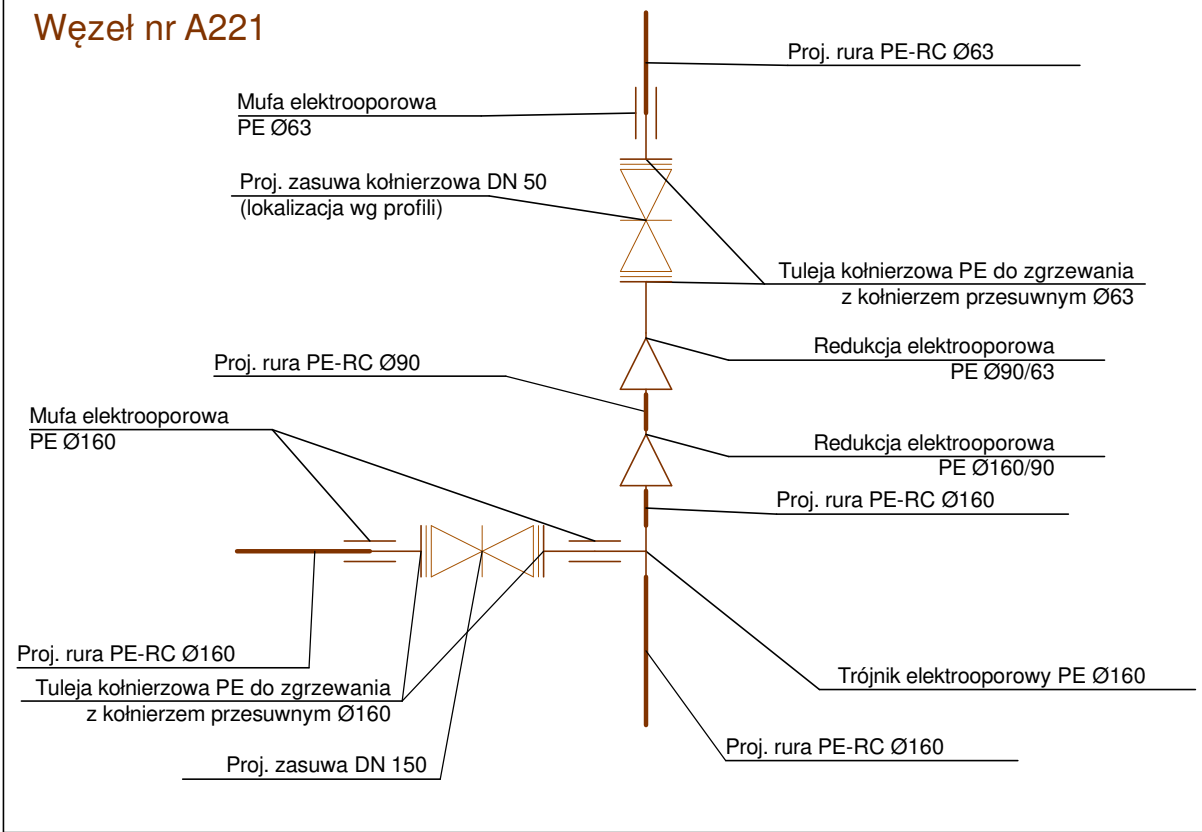 Węzeł nr A221
Proj. rura PE-RC Ø63
Mufa elektrooporowa
PE Ø63
Proj. zasuwa kołnierzowa DN 50
(lokalizacja wg profili)
Tuleja kołnierzowa PE do zgrzewania
z kołnierzem przesuwnym Ø63
Redukcja elektrooporowa
PE Ø90/63
Proj. rura PE-RC Ø90
Mufa elektrooporowa
PE Ø160
Redukcja elektrooporowa
PE Ø160/90
Proj. rura PE-RC Ø160
Proj. rura PE-RC Ø160
Tuleja kołnierzowa PE do zgrzewania
z kołnierzem przesuwnym Ø160
Trójnik elektrooporowy PE Ø160
Proj. rura PE-RC Ø160
Proj. zasuwa DN 150